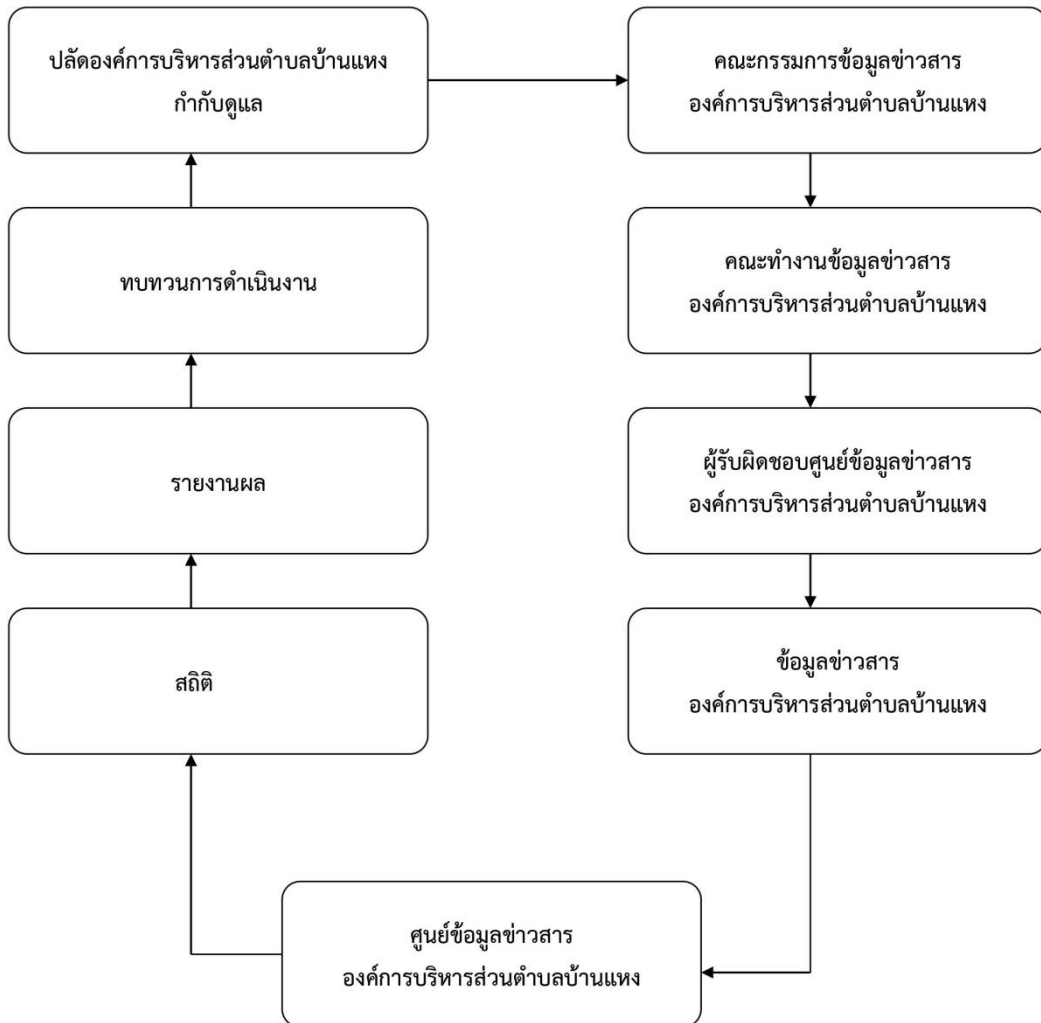 ปลัดองค์การบริหารส่วนตำบลบ้านแหง
กำกับดูแล
คณะกรรมการข้อมูลข่าวสาร
องค์การบริหารส่วนตำบลบ้านแหง
ทบทวนการดำเนินงาน
คณะทำงานข้อมูลข่าวสาร
องค์การบริหารส่วนตำบลบ้านแหง
รายงานผล
ผู้รับผิดชอบศูนย์ข้อมูลข่าวสาร
องค์การบริหารส่วนตำบลบ้านแหง
สถิติ
ข้อมูลข่าวสาร
องค์การบริหารส่วนตำบลบ้านแหง
ศูนย์ข้อมูลข่าวสาร
องค์การบริหารส่วนตำบลบ้านแหง